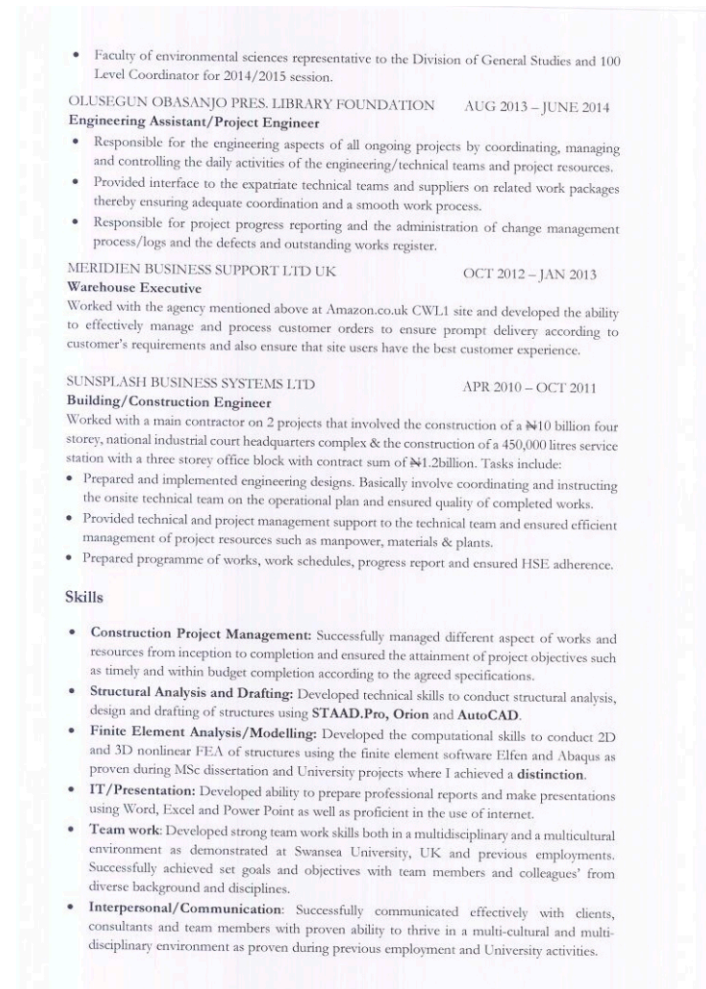 • Faculty of environmental sciences representative to the Division of General Studies and 100
Level Coordinator for 2014/2015 session.
OLUSEGUN OBASANJO PRES. LIBRARY FOUNDATION AUG 2013 – JUNE 2014
Engineering Assistant/Project Engineer
• Responsible for the engineering aspects of all ongoing projects by coordinating, managing
and controlling the daily activities of the engineering/technical teams and project resources.
• Provided interface to the expatriate technical teams and suppliers on related work packages
thereby ensuring adequate coordination and a smooth work process.
• Responsible for project progress reporting and the administration of change management
process/logs and the defects and outstanding works register.
MERIDIEN BUSINESS SUPPORT LTD UK OCT 2012 – JAN 2013
Warehouse Executive
Worked with the agency mentioned above at Amazon.co.uk CWL1 site and developed the ability
to effectively manage and process customer orders to ensure prompt delivery according to
customer's requirements and also ensure that site users have the best customer experience.
SUNSPLASH BUSINESS SYSTEMS LTD APR 2010 – OCT 2011
Building/Construction Engineer
Worked with a main contractor on 2 projects that involved the construction of a ₦10 billion four
storey, national industrial court headquarters complex & the construction of a 450,000 litres service
station with a three storey office block with contract sum of ₦1.2billion. Tasks include:
• Prepared and implemented engineering designs. Basically involve coordinating and instructing
the onsite technical team on the operational plan and ensured quality of completed works.
• Provided technical and project management support to the technical team and ensured efficient
management of project resources such as manpower, materials & plants.
• Prepared programme of works, work schedules, progress report and ensured HSE adherence.
Skills
• Construction Project Management: Successfully managed different aspect of works and
resources from inception to completion and ensured the attainment of project objectives such
as timely and within budget completion according to the agreed specifications.
• Structural Analysis and Drafting: Developed technical skills to conduct structural analysis,
design and drafting of structures using STAAD.Pro, Orion and AutoCAD.
• Finite Element Analysis/Modelling: Developed the computational skills to conduct 2D
and 3D nonlinear FEA of structures using the finite element software Elfen and Abaqus as
proven during MSc dissertation and University projects where I achieved a distinction.
• IT/Presentation: Developed ability to prepare professional reports and make presentations
using Word, Excel and Power Point as well as proficient in the use of internet.
• Team work: Developed strong team work skills both in a multidisciplinary and a multicultural
environment as demonstrated at Swansea University, UK and previous employments.
Successfully achieved set goals and objectives with team members and colleagues' from
diverse background and disciplines.
• Interpersonal/Communication: Successfully communicated effectively with clients,
consultants and team members with proven ability to thrive in a multi-cultural and multi-
disciplinary environment as proven during previous employment and University activities.